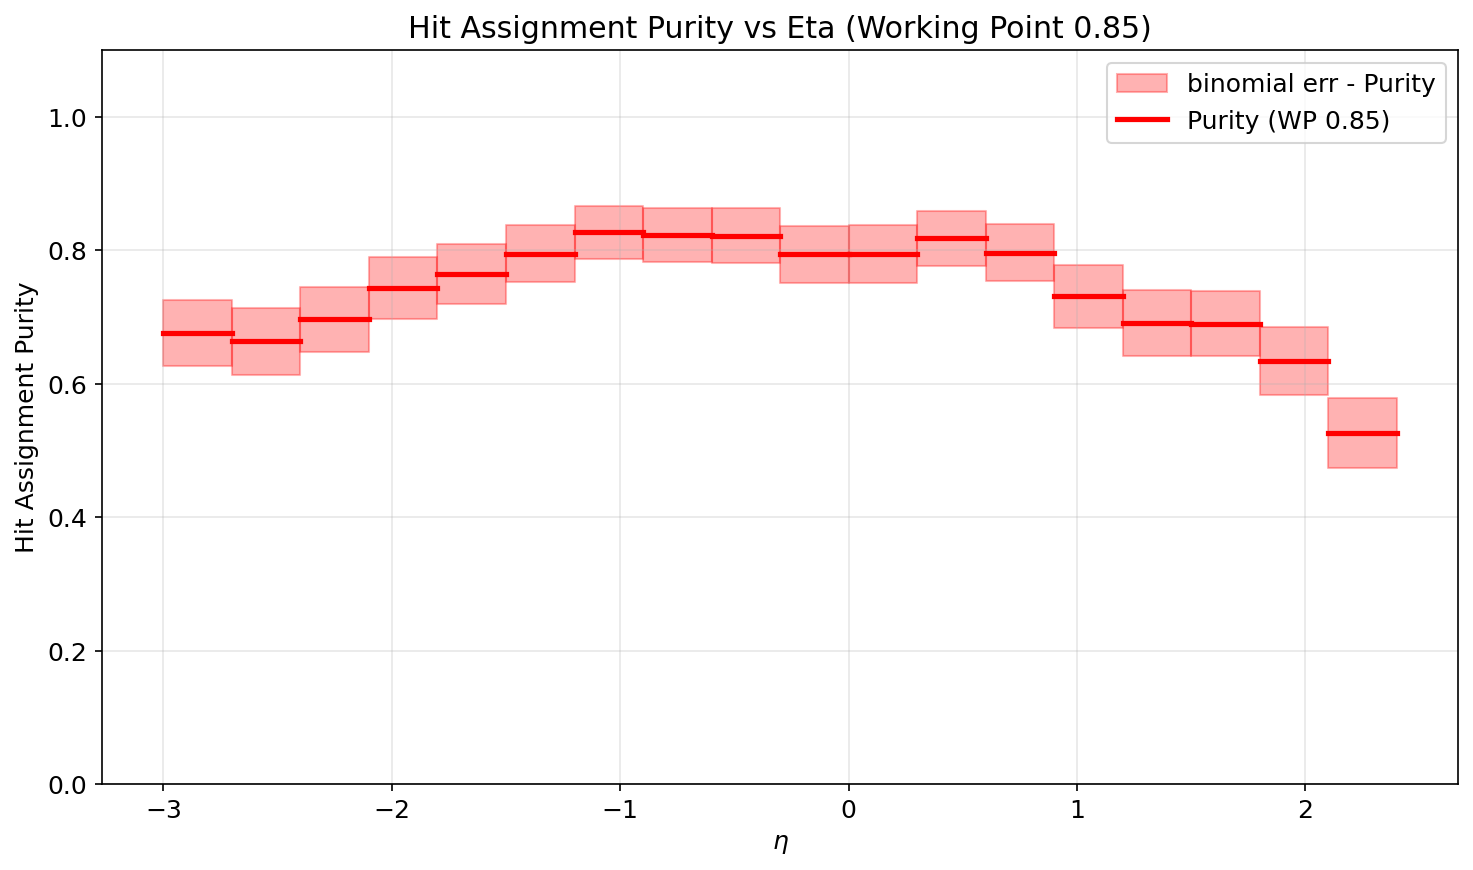 Hit Assignment Purity vs Eta (Working Point 0.85)
binomial err - Purity
Purity (WP 0.85)
Hit Assignment Purity
1.0
0.8
0.6
0.4
0.2
0.0
−3
−2
−1
0
1
2
η